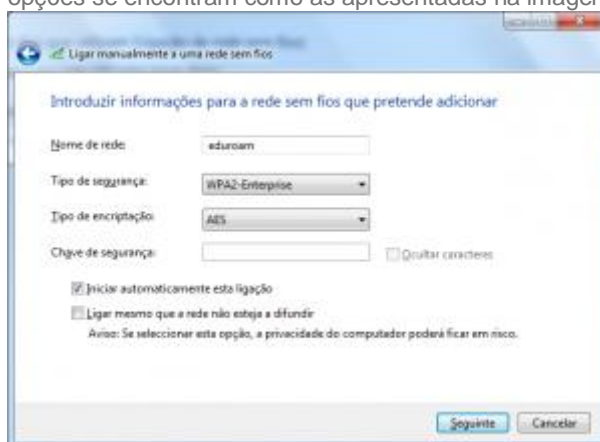 opções se encontram como as apresentadas na imagem
Ligar manualmente a uma rede sem fios
Introduzir informações para a rede sem fios que pretende adicionar
Nome de rede: eduroam
Tipo de segurança: WPA2-Enterprise
Tipo de encriptação: AES
Chave de segurança: Ocultar caracteres
Iniciar automaticamente esta ligação
Ligar mesmo que a rede não esteja a difundir
Aviso: Se seleccionar esta opção, a privacidade do computador poderá ficar em risco.
Seguinte Cancelar